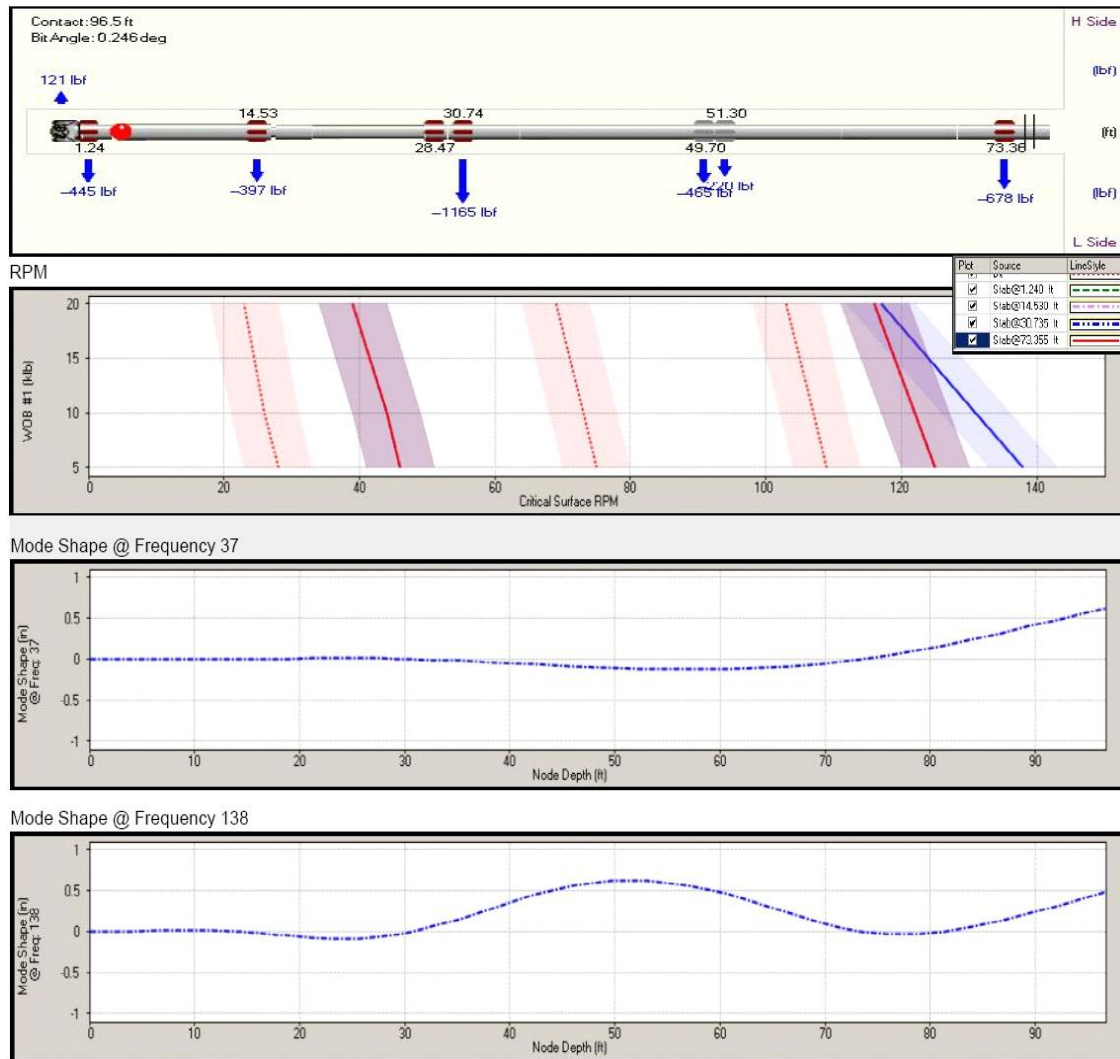 Contact: 96.5 ft
Bit Angle: 0.246 deg
H Side
(lbf)
121 lbf
14.53 30.74 51.30
(ft)
1.24 28.47 49.70 73.36
-445 lbf -397 lbf -1165 lbf -465 lbf -678 lbf
(lbf)
L Side
RPM
Plot Source LineStyle
Stab@1.240 ft
Stab@14.530 ft
Stab@30.735 ft
Stab@73.355 ft
WOB #1 (klb)
20
15
10
5
0 20 40 60 80 100 120 140
Critical Surface RPM
Mode Shape @ Frequency 37
Mode Shape (in)
@ Freq: 37
1
0.5
0
-0.5
-1
0 10 20 30 40 50 60 70 80 90
Node Depth (ft)
Mode Shape @ Frequency 138
Mode Shape (in)
@ Freq: 138
1
0.5
0
-0.5
-1
0 10 20 30 40 50 60 70 80 90
Node Depth (ft)